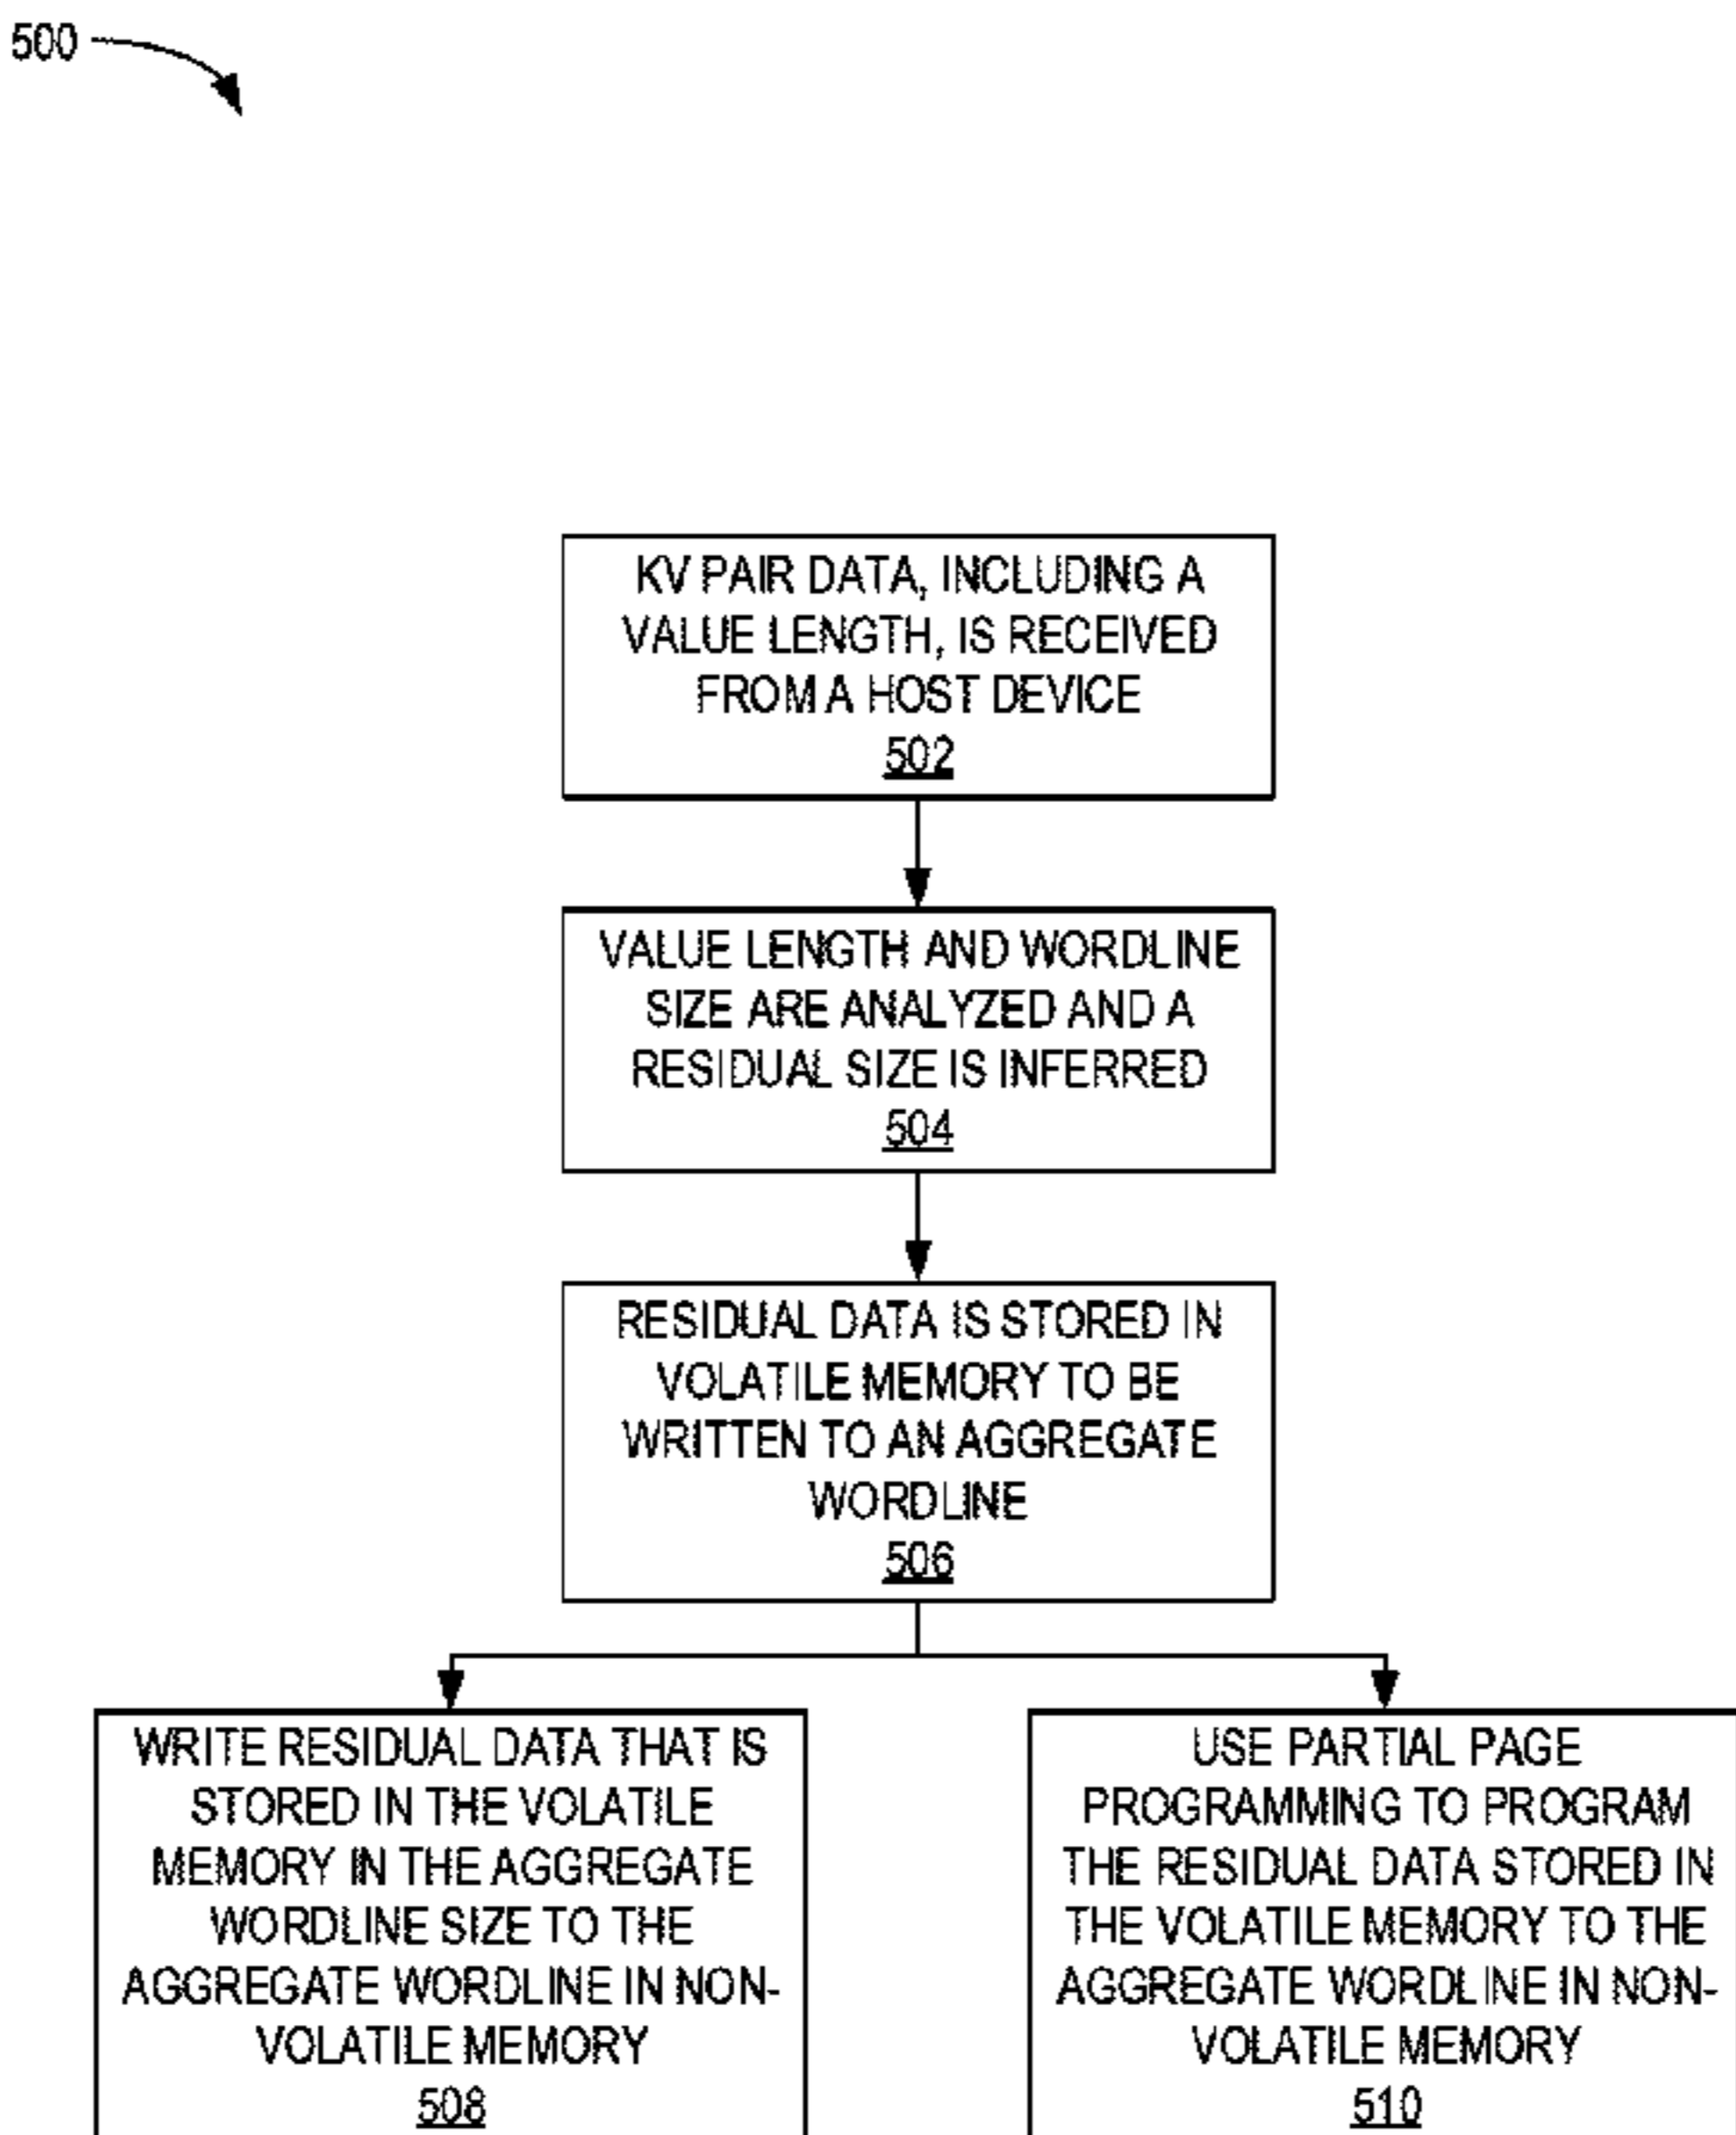 500
KV PAIR DATA, INCLUDING A
VALUE LENGTH, IS RECEIVED
FROM A HOST DEVICE
502
VALUE LENGTH AND WORDLINE
SIZE ARE ANALYZED AND A
RESIDUAL SIZE IS INFERRED
504
RESIDUAL DATA IS STORED IN
VOLATILE MEMORY TO BE
WRITTEN TO AN AGGREGATE
WORDLINE
506
WRITE RESIDUAL DATA THAT IS
STORED IN THE VOLATILE
MEMORY IN THE AGGREGATE
WORDLINE SIZE TO THE
AGGREGATE WORDLINE IN NON-
VOLATILE MEMORY
508
USE PARTIAL PAGE
PROGRAMMING TO PROGRAM
THE RESIDUAL DATA STORED IN
THE VOLATILE MEMORY TO THE
AGGREGATE WORDLINE IN NON-
VOLATILE MEMORY
510